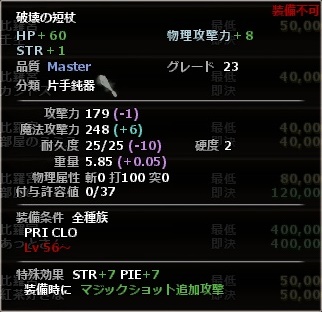 装備不可
破壊の短杖
HP+60 物理攻撃力+8
STR+1
品質 Master グレード 23
分類 片手鈍器
攻撃力 179 (-1)
魔法攻撃力 248 (+6)
耐久度 25/25 (-10) 硬度 2
重量 5.85 (+0.05)
物理属性 斬0 打100 突0
付与許容値 0/37
装備条件 全種族
PRI CLO
Lv 56～
特殊効果 STR+7 PIE+7
装備時に マジックショット追加攻撃